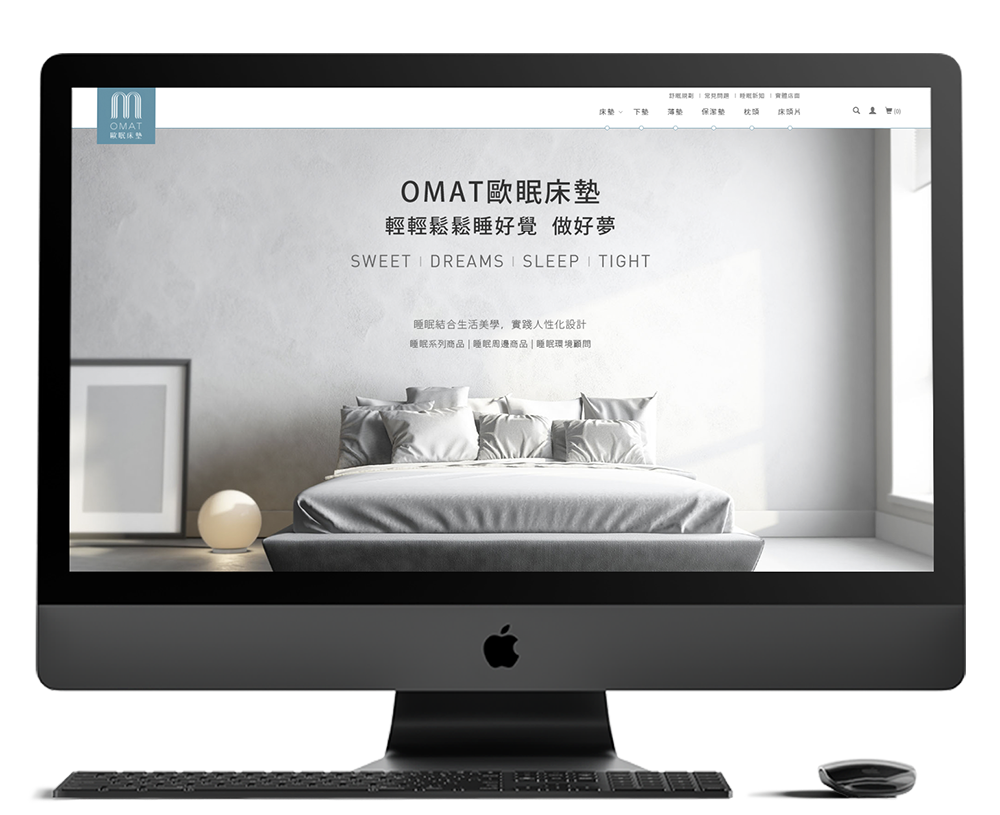 OMAT
歐眠床墊
常見問題 | 睡眠新知 | 實體店面
床墊 下墊 薄墊 保潔墊 枕頭 床頭片
(0)
OMAT歐眠床墊
輕輕鬆鬆睡好覺 做好夢
SWEET | DREAMS | SLEEP | TIGHT
睡眠結合生活美學，實踐人性化設計
睡眠系列商品 | 睡眠周邊商品 | 睡眠環境顧問